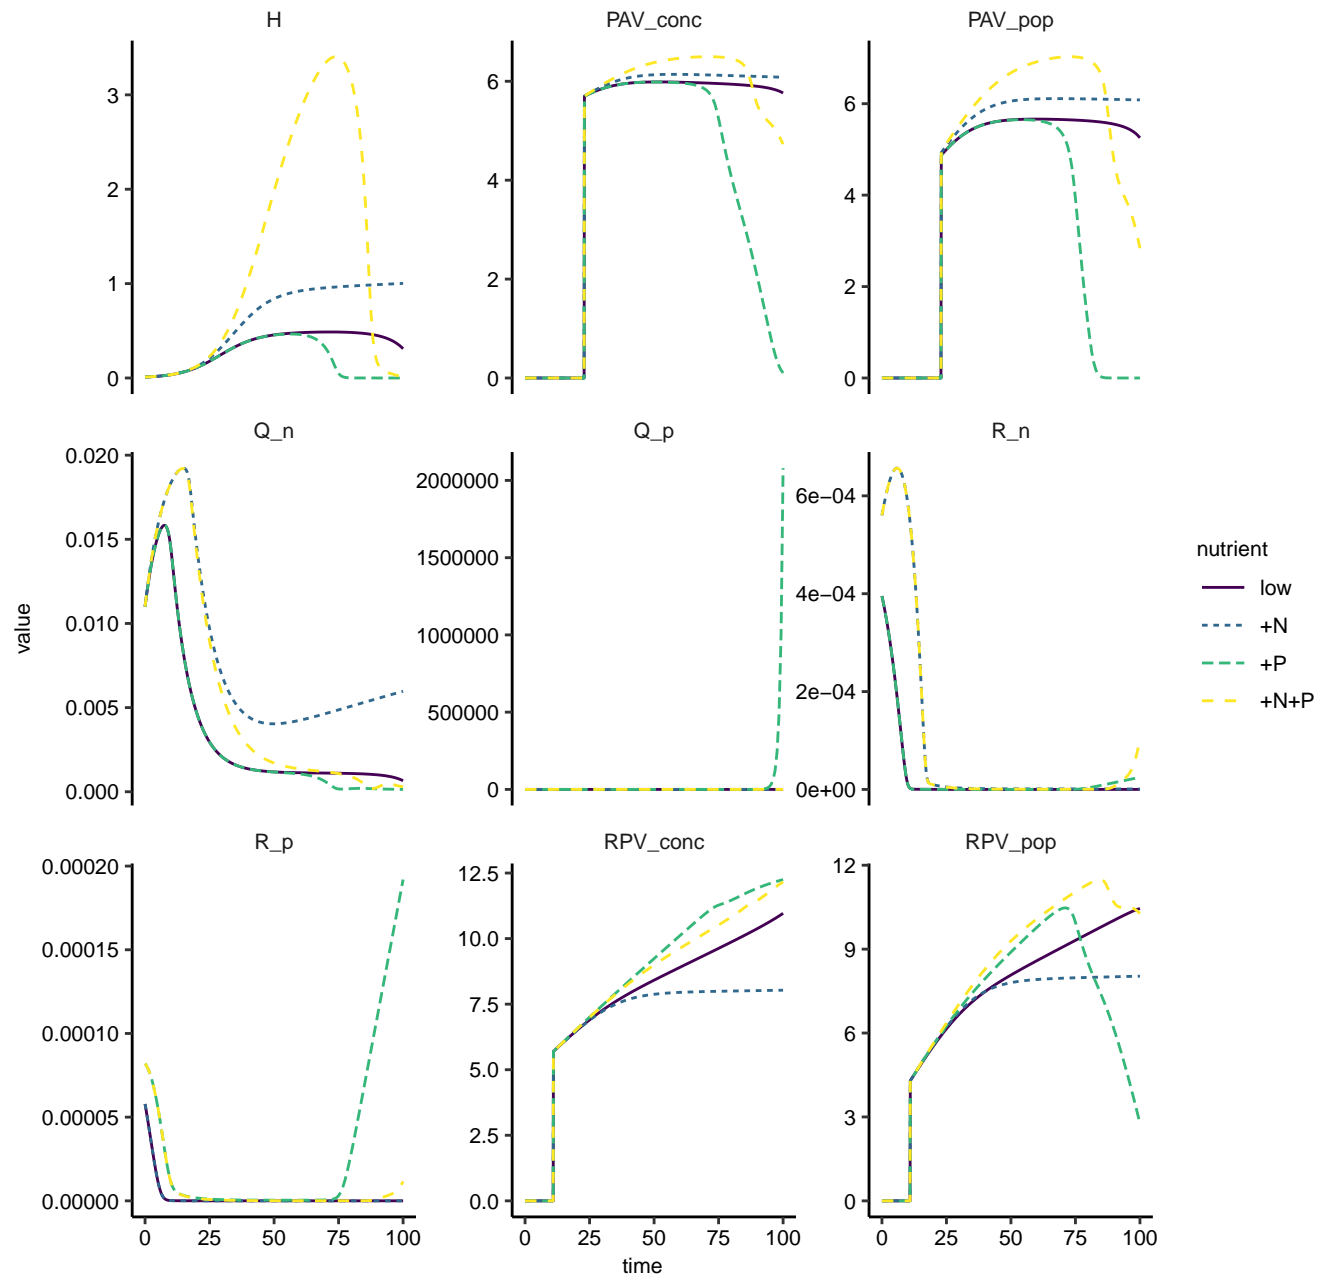 H PAV_conc PAV_pop
3
2
1
0
6
4
2
0
6
4
2
0
Q_n Q_p R_n
0.020
0.015
0.010
0.005
0.000
2000000
1500000
1000000
500000
0
6e−04
4e−04
2e−04
0e+00
R_p RPV_conc RPV_pop
0.00020
0.00015
0.00010
0.00005
0.00000
12.5
10.0
7.5
5.0
2.5
0.0
12
9
6
3
0
0 25 50 75 100
0 25 50 75 100
0 25 50 75 100
time
value
nutrient
low
+N
+P
+N+P